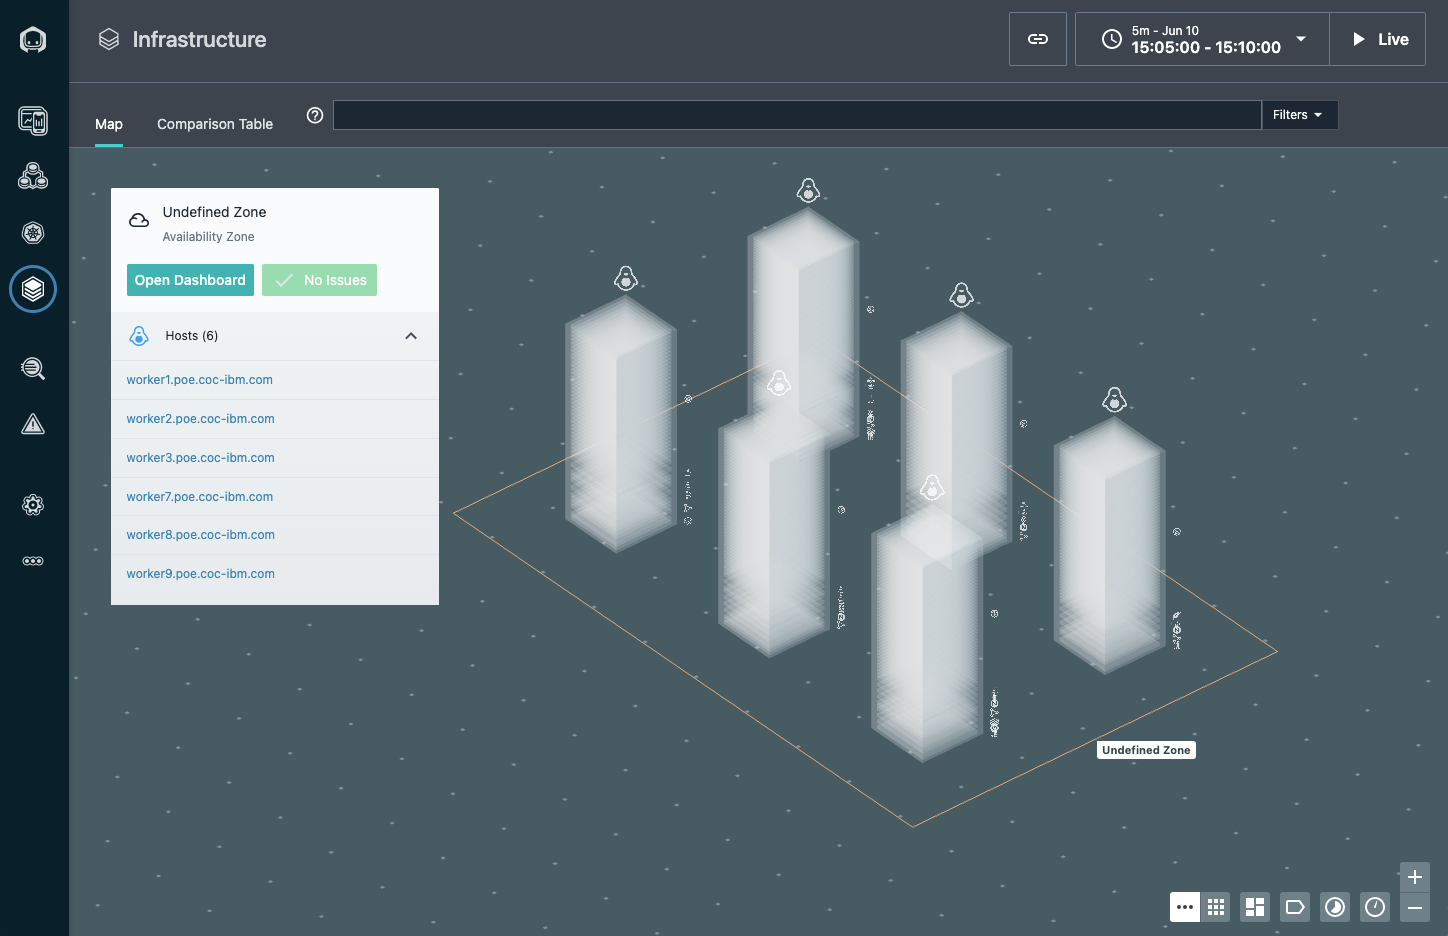 Infrastructure
5m - Jun 10
15:05:00 - 15:10:00
Live
Map
Comparison Table
Filters
Undefined Zone
Availability Zone
Open Dashboard
No Issues
Hosts (6)
worker1.poe.coc-ibm.com
worker2.poe.coc-ibm.com
worker3.poe.coc-ibm.com
worker7.poe.coc-ibm.com
worker8.poe.coc-ibm.com
worker9.poe.coc-ibm.com
Undefined Zone